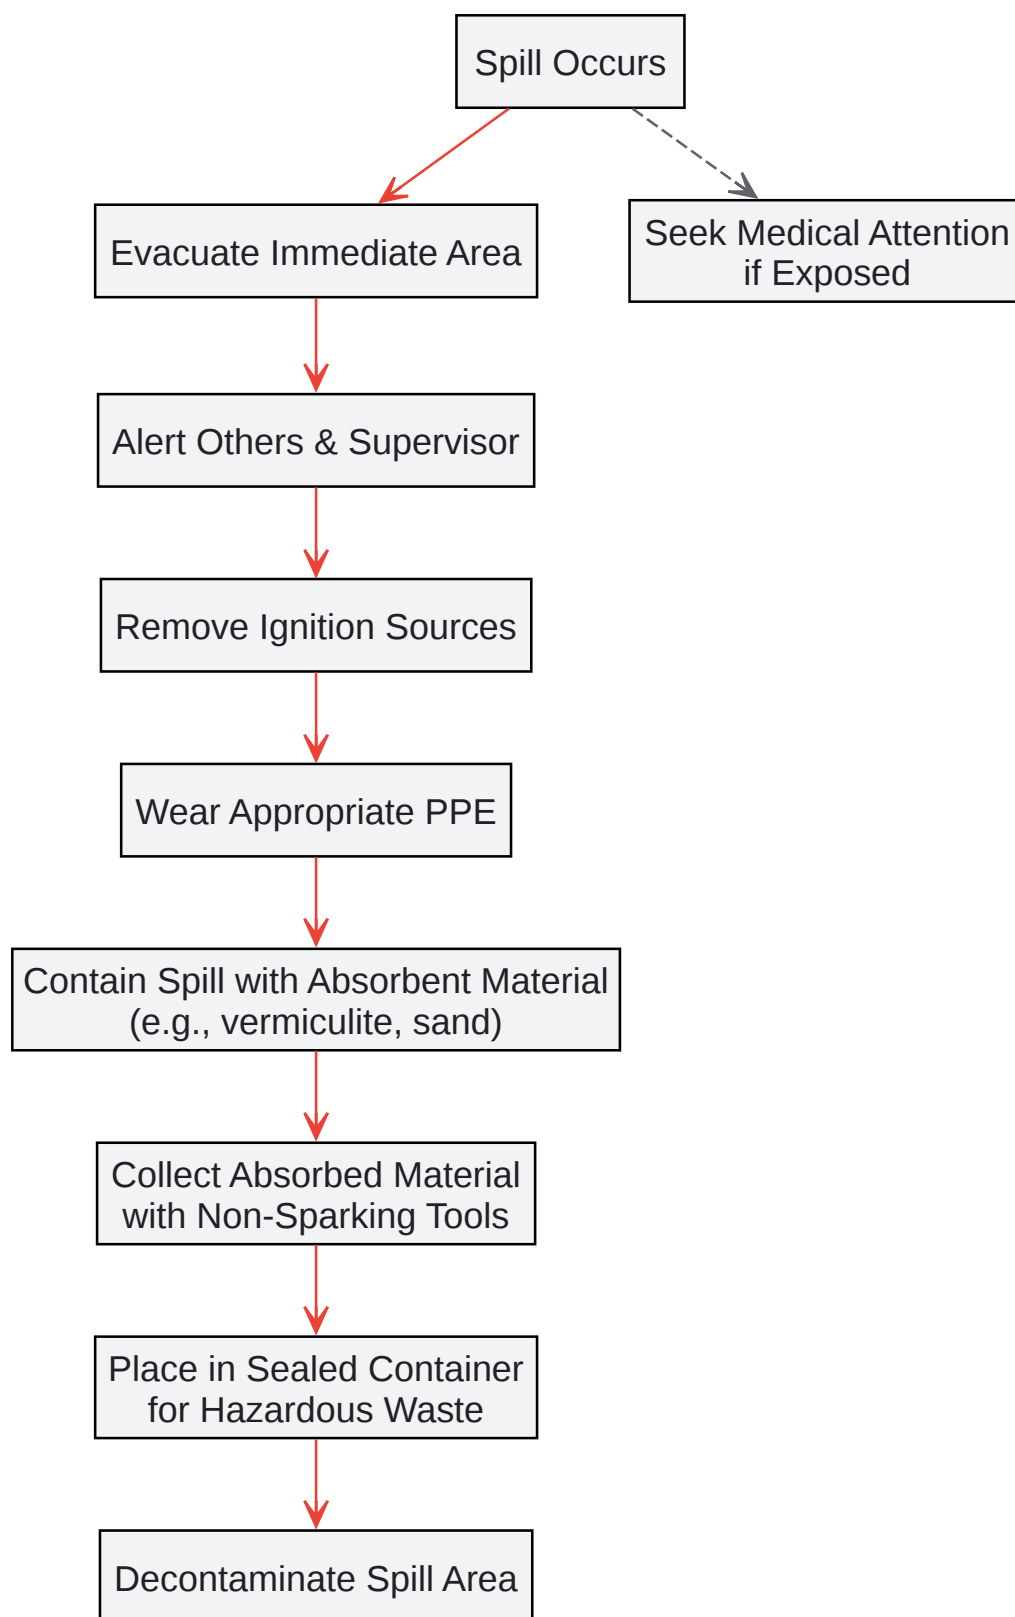 Spill Occurs
Evacuate Immediate Area
Seek Medical Attention
if Exposed
Alert Others & Supervisor
Remove Ignition Sources
Wear Appropriate PPE
Contain Spill with Absorbent Material
(e.g., vermiculite, sand)
Collect Absorbed Material
with Non-Sparking Tools
Place in Sealed Container
for Hazardous Waste
Decontaminate Spill Area